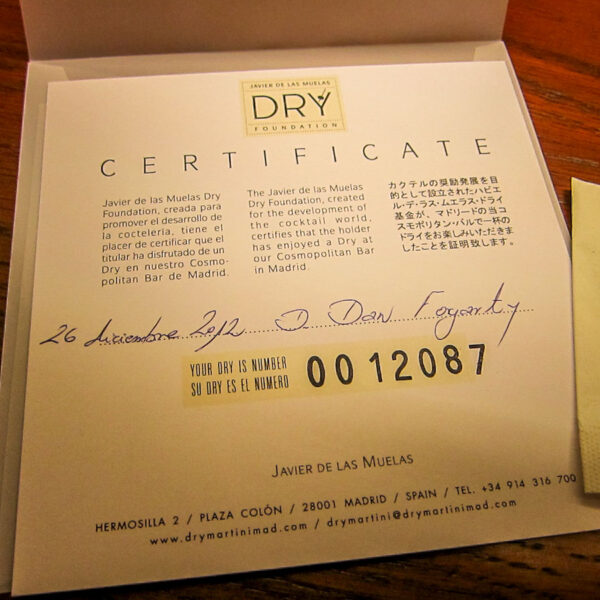 JAVIER DE LAS MUELAS
DRY
FOUNDATION
CERTIFICATE
Javier de las Muelas Dry
Foundation, creada para
promover el desarrollo de
la coctelería, tiene el
placer de certificar que el
titular ha disfrutado de un
Dry en nuestro Cosmo-
politan Bar de Madrid.
The Javier de las Muelas
Dry Foundation, created
for the development of
the cocktail world,
certifies that the holder
has enjoyed a Dry at
our Cosmopolitan Bar
in Madrid.
カクテルの奨励発展を目
的として設立されたハビエ
ル・デ・ラス・ムエラス・ドライ
基金が、マドリードの当コ
スモポリタン・バルで一杯の
ドライをお楽しみいただきま
したことを証明致します。
26 diciembre 2012 D. Dan Fogarty
YOUR DRY IS NUMBER
SU DRY ES EL NUMERO
0012087
JAVIER DE LAS MUELAS
HERMOSILLA 2 / PLAZA COLÓN / 28001 MADRID / SPAIN / TEL. +34 914 316 700
www.drymartinimad.com / drymartini@drymartinimad.com